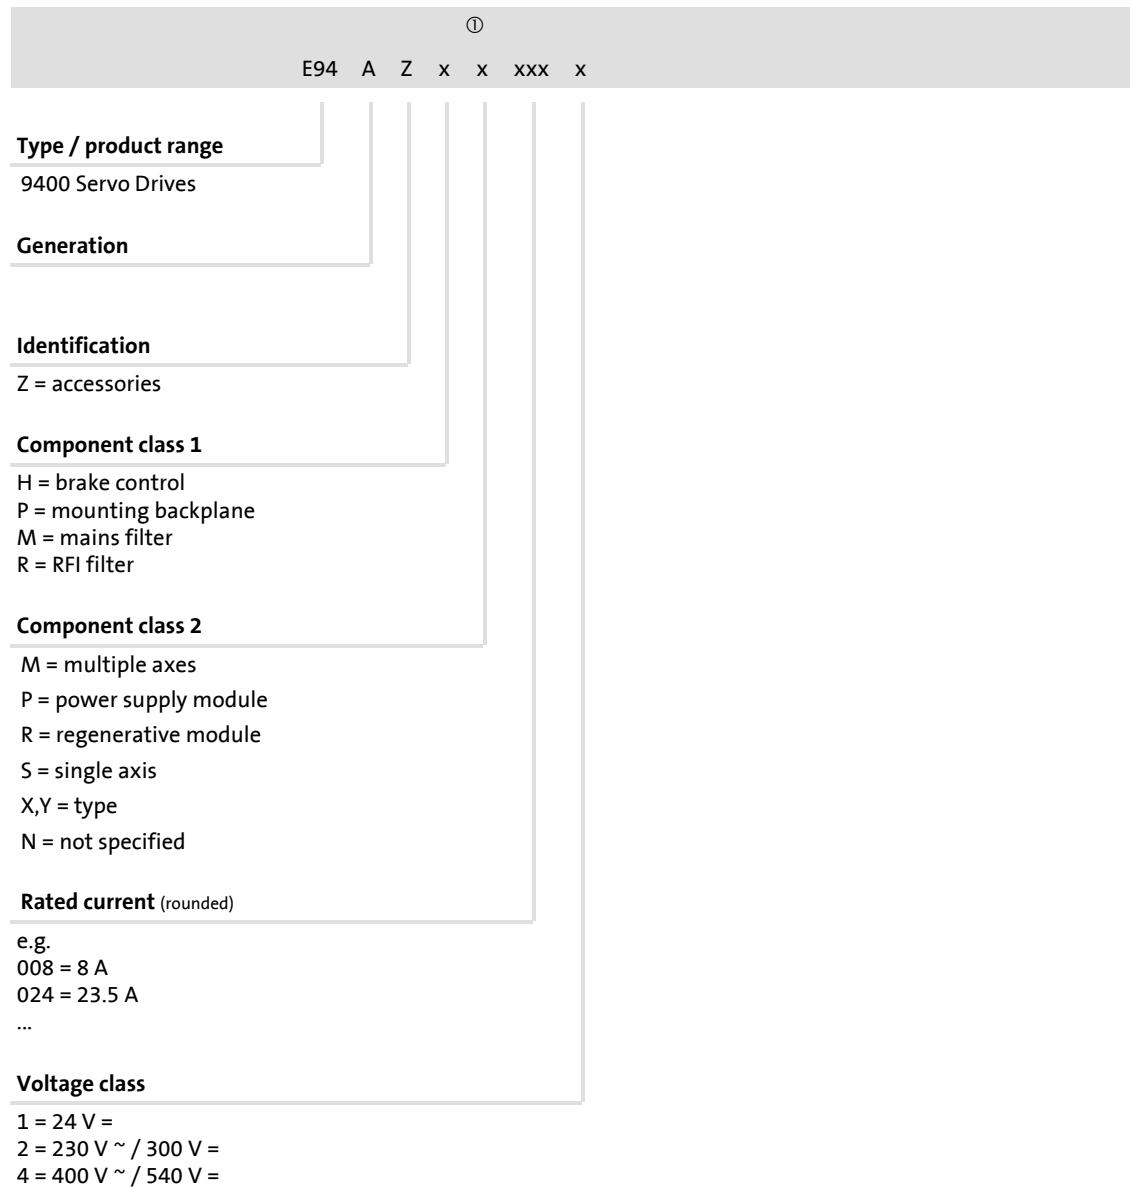 ①
E94 A Z x x xxx x
Type / product range
9400 Servo Drives
Generation
Identification
Z = accessories
Component class 1
H = brake control
P = mounting backplane
M = mains filter
R = RFI filter
Component class 2
M = multiple axes
P = power supply module
R = regenerative module
S = single axis
X,Y = type
N = not specified
Rated current (rounded)
e.g.
008 = 8 A
024 = 23.5 A
...
Voltage class
1 = 24 V =
2 = 230 V ~ / 300 V =
4 = 400 V ~ / 540 V =